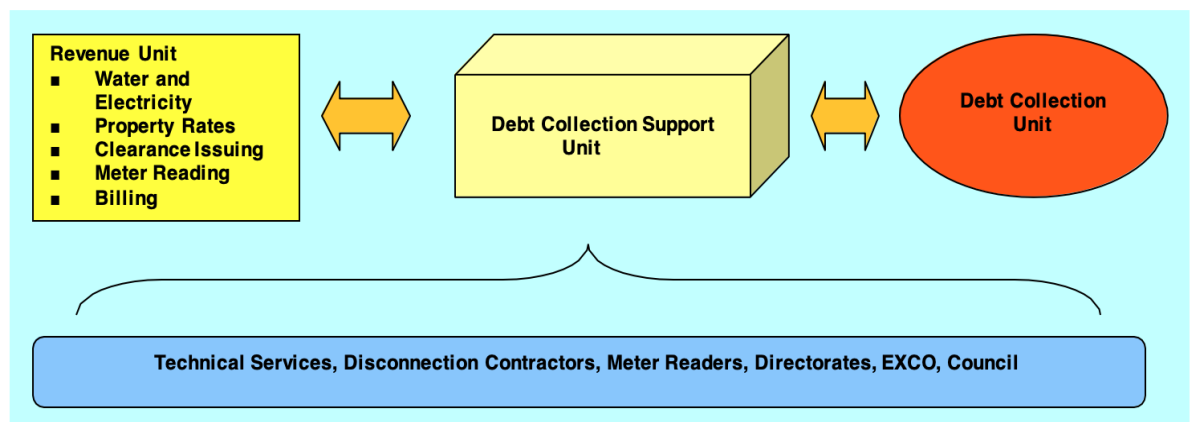 Revenue Unit
▪ Water and
Electricity
▪ Property Rates
▪ Clearance Issuing
▪ Meter Reading
▪ Billing
Debt Collection Support
Unit
Debt Collection
Unit
Technical Services, Disconnection Contractors, Meter Readers, Directorates, EXCO, Council